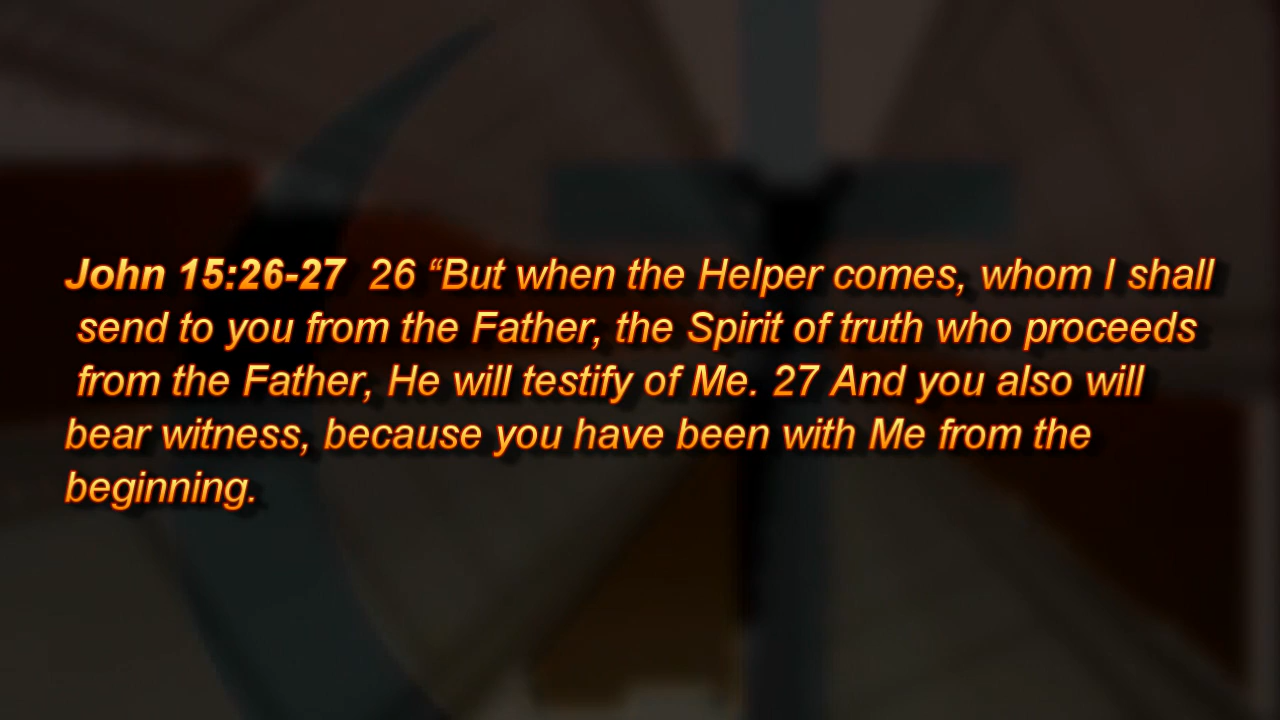 John 15:26-27  26 “But when the Helper comes, whom I shall
send to you from the Father, the Spirit of truth who proceeds
from the Father, He will testify of Me. 27 And you also will
bear witness, because you have been with Me from the
beginning.